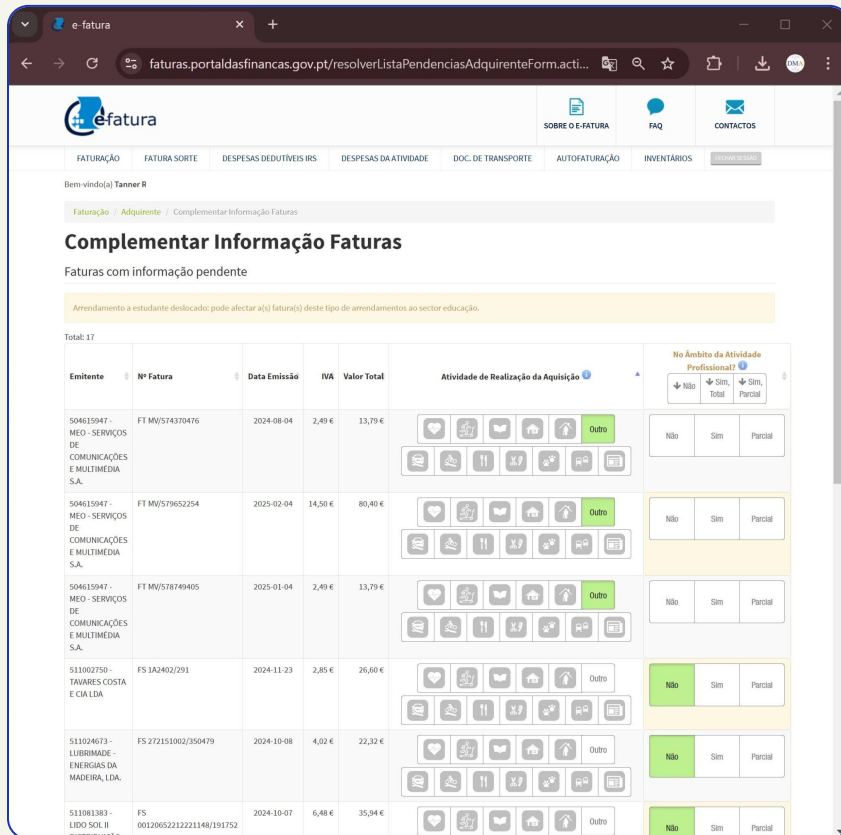 e-fatura
faturas.portaldasfinancas.gov.pt/resolverListaPendenciasAdquirenteForm.acti...
DMA
e-fatura
SOBRE O E-FATURA
FAQ
CONTACTOS
FATURAÇÃO FATURA SORTE DESPESAS DEDUTÍVEIS IRS DESPESAS DA ATIVIDADE DOC. DE TRANSPORTE AUTOFATURAÇÃO INVENTÁRIOS FECHAR SESSÃO
Bem-vindo(a) Tanner R
Faturação / Adquirente / Complementar Informação Faturas
Complementar Informação Faturas
Faturas com informação pendente
Arrendamento a estudante deslocado: pode afectar a(s) fatura(s) deste tipo de arrendamentos ao sector educação.
Total: 17
Emitente Nº Fatura Data Emissão IVA Valor Total Atividade de Realização da Aquisição
No Âmbito da Atividade
Profissional?
Não
Sim,
Total
Sim,
Parcial
504615947 - FT MV/574370476 2024-08-04 2,49 € 13,79 €
MEO - SERVIÇOS
DE
COMUNICAÇÕES
E MULTIMÉDIA
S.A.
Outro
Não Sim Parcial
504615947 - FT MV/579652254 2025-02-04 14,50 € 80,40 €
MEO - SERVIÇOS
DE
COMUNICAÇÕES
E MULTIMÉDIA
S.A.
Outro
Não Sim Parcial
504615947 - FT MV/578749405 2025-01-04 2,49 € 13,79 €
MEO - SERVIÇOS
DE
COMUNICAÇÕES
E MULTIMÉDIA
S.A.
Outro
Não Sim Parcial
511002750 - FS 1A2402/291 2024-11-23 2,85 € 26,60 €
TAVARES COSTA
E CIA LDA
Outro
Não Sim Parcial
511024673 - FS 272151002/350479 2024-10-08 4,02 € 22,32 €
LUBRIMADE -
ENERGIAS DA
MADEIRA, LDA.
Outro
Não Sim Parcial
511081383 - FS 2024-10-07 6,48 € 35,94 €
LIDO SOL II 00120652212221148/191752
Outro
Não Sim Parcial